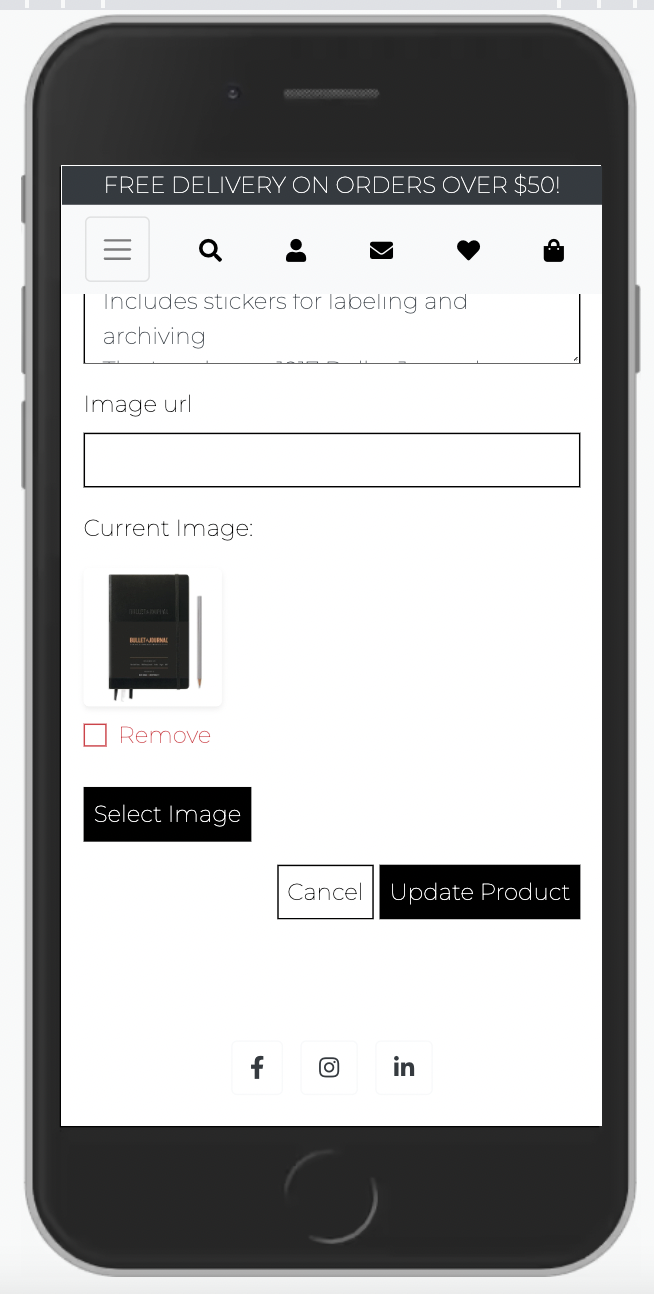 FREE DELIVERY ON ORDERS OVER $50!
Includes stickers for labeling and
archiving
Image url
Current Image:
BULLET JOURNAL
Remove
Select Image
Cancel
Update Product